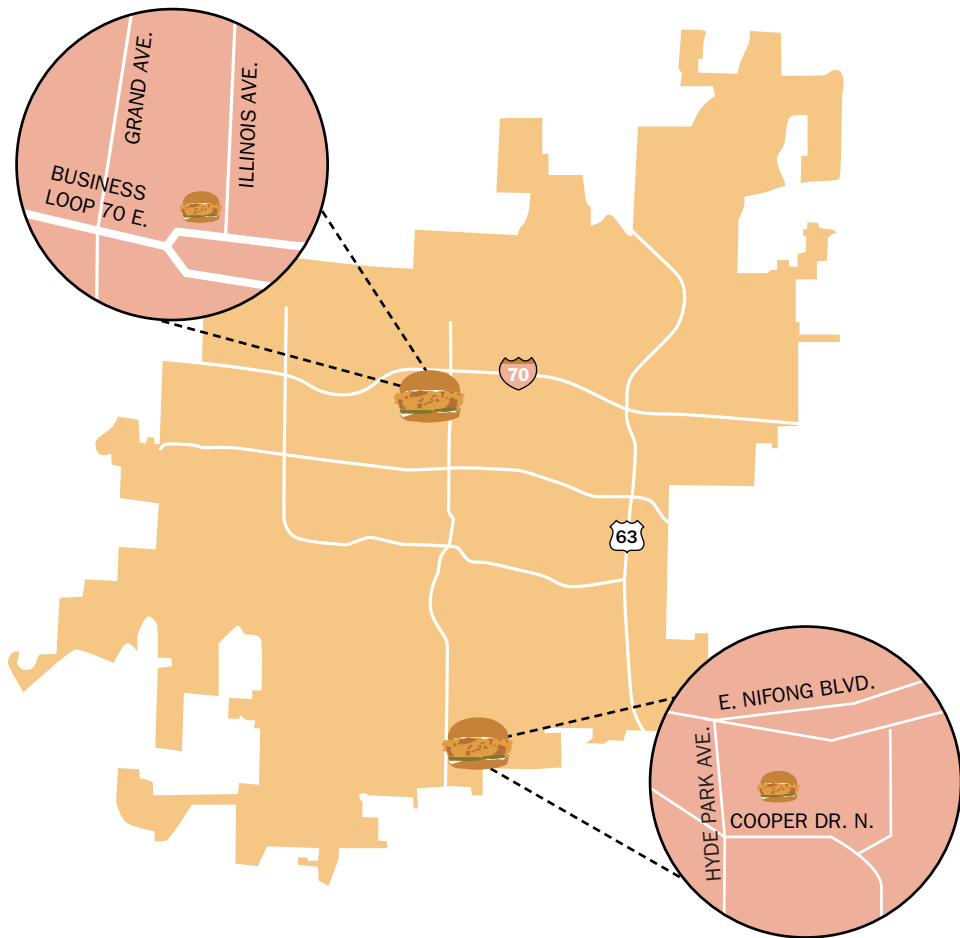 GRAND AVE.
ILLINOIS AVE.
BUSINESS
LOOP 70 E.
70
63
E. NIFONG BLVD.
HYDE PARK AVE.
COOPER DR. N.